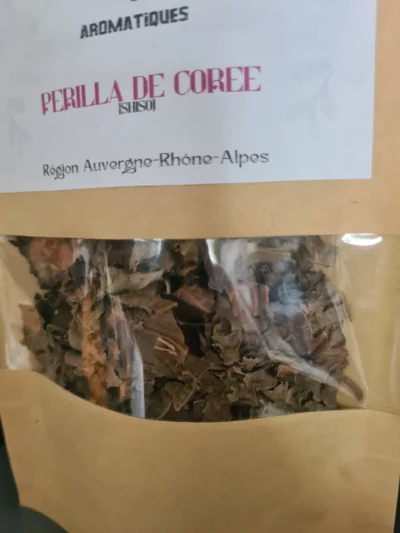 AROMATIQUES
PERILLA DE COREE
[SHISO]
Région Auvergne-Rhône-Alpes